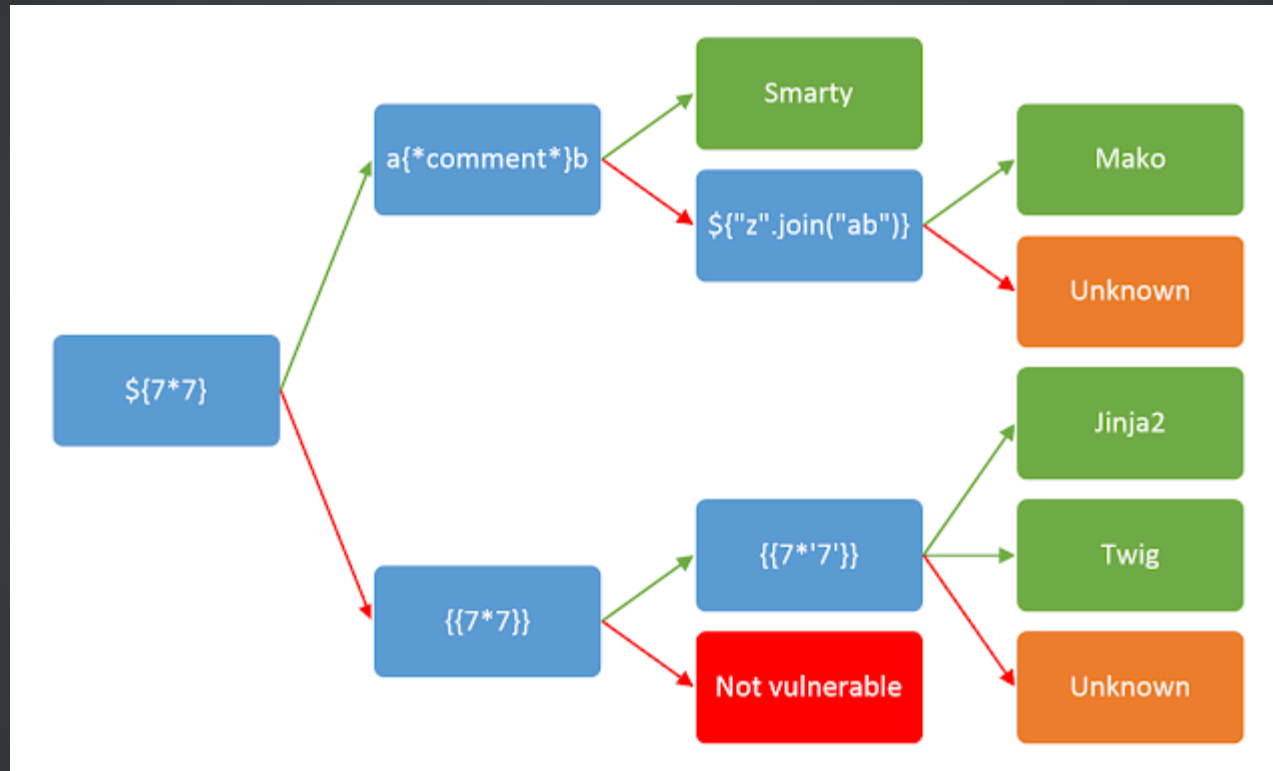 Smarty
a{*comment*}b
Mako
${"z".join("ab")}
Unknown
${7*7}
Jinja2
{{7*'7'}}
Twig
{{7*7}}
Not vulnerable
Unknown